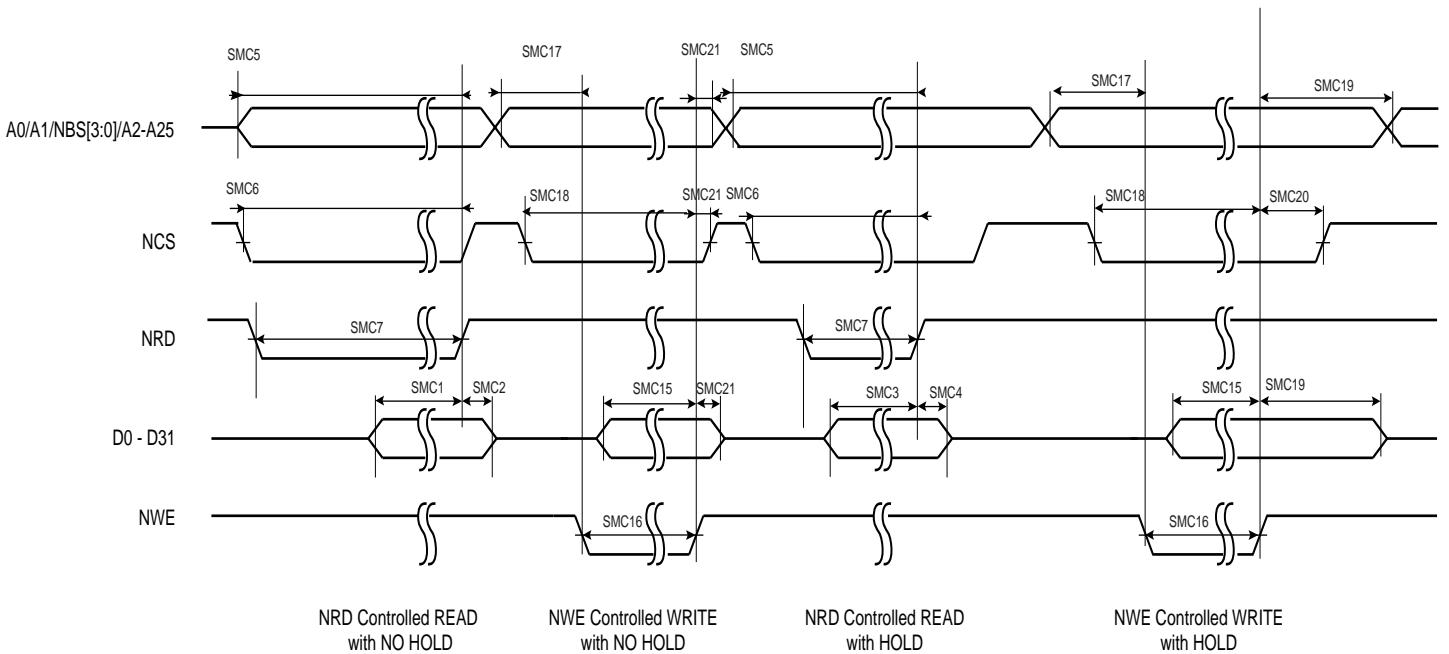 SMC5
SMC17
SMC21
SMC5
SMC17
SMC19
A0/A1/NBS[3:0]/A2-A25
SMC6
SMC18
SMC21
SMC6
SMC18
SMC20
NCS
NRD
SMC7
SMC7
SMC1
SMC2
SMC15
SMC21
SMC3
SMC4
SMC15
SMC19
D0 - D31
NWE
SMC16
SMC16
NRD Controlled READ
with NO HOLD
NWE Controlled WRITE
with NO HOLD
NRD Controlled READ
with HOLD
NWE Controlled WRITE
with HOLD